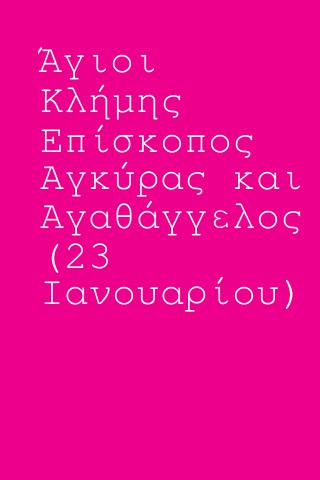 Άγιοι
Κλήμης
Επίσκοπος
Αγκύρας και
Αγαθάγγελος
(23
Ιανουαρίου)